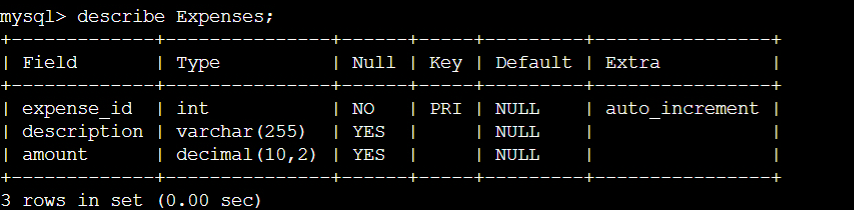 mysql> describe Expenses;
+-------------+---------------+------+-----+---------+----------------+
| Field       | Type          | Null | Key | Default | Extra          |
+-------------+---------------+------+-----+---------+----------------+
| expense_id  | int           | NO   | PRI | NULL    | auto_increment |
| description | varchar(255)  | YES  |     | NULL    |                |
| amount      | decimal(10,2) | YES  |     | NULL    |                |
+-------------+---------------+------+-----+---------+----------------+
3 rows in set (0.00 sec)